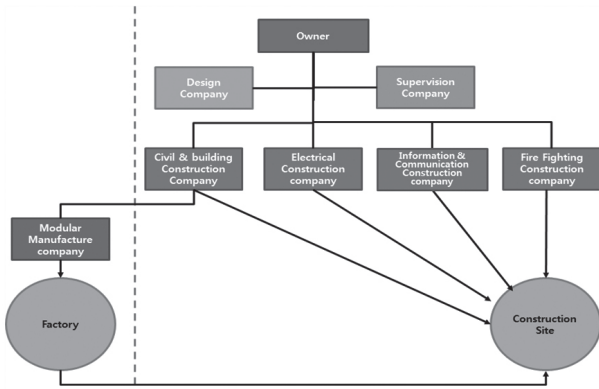 Owner
Design
Company
Supervision
Company
Civil & building
Construction
Company
Electrical
Construction
company
Information &
Communication
Construction
company
Fire Fighting
Construction
company
Modular
Manufacture
company
Factory
Construction
Site